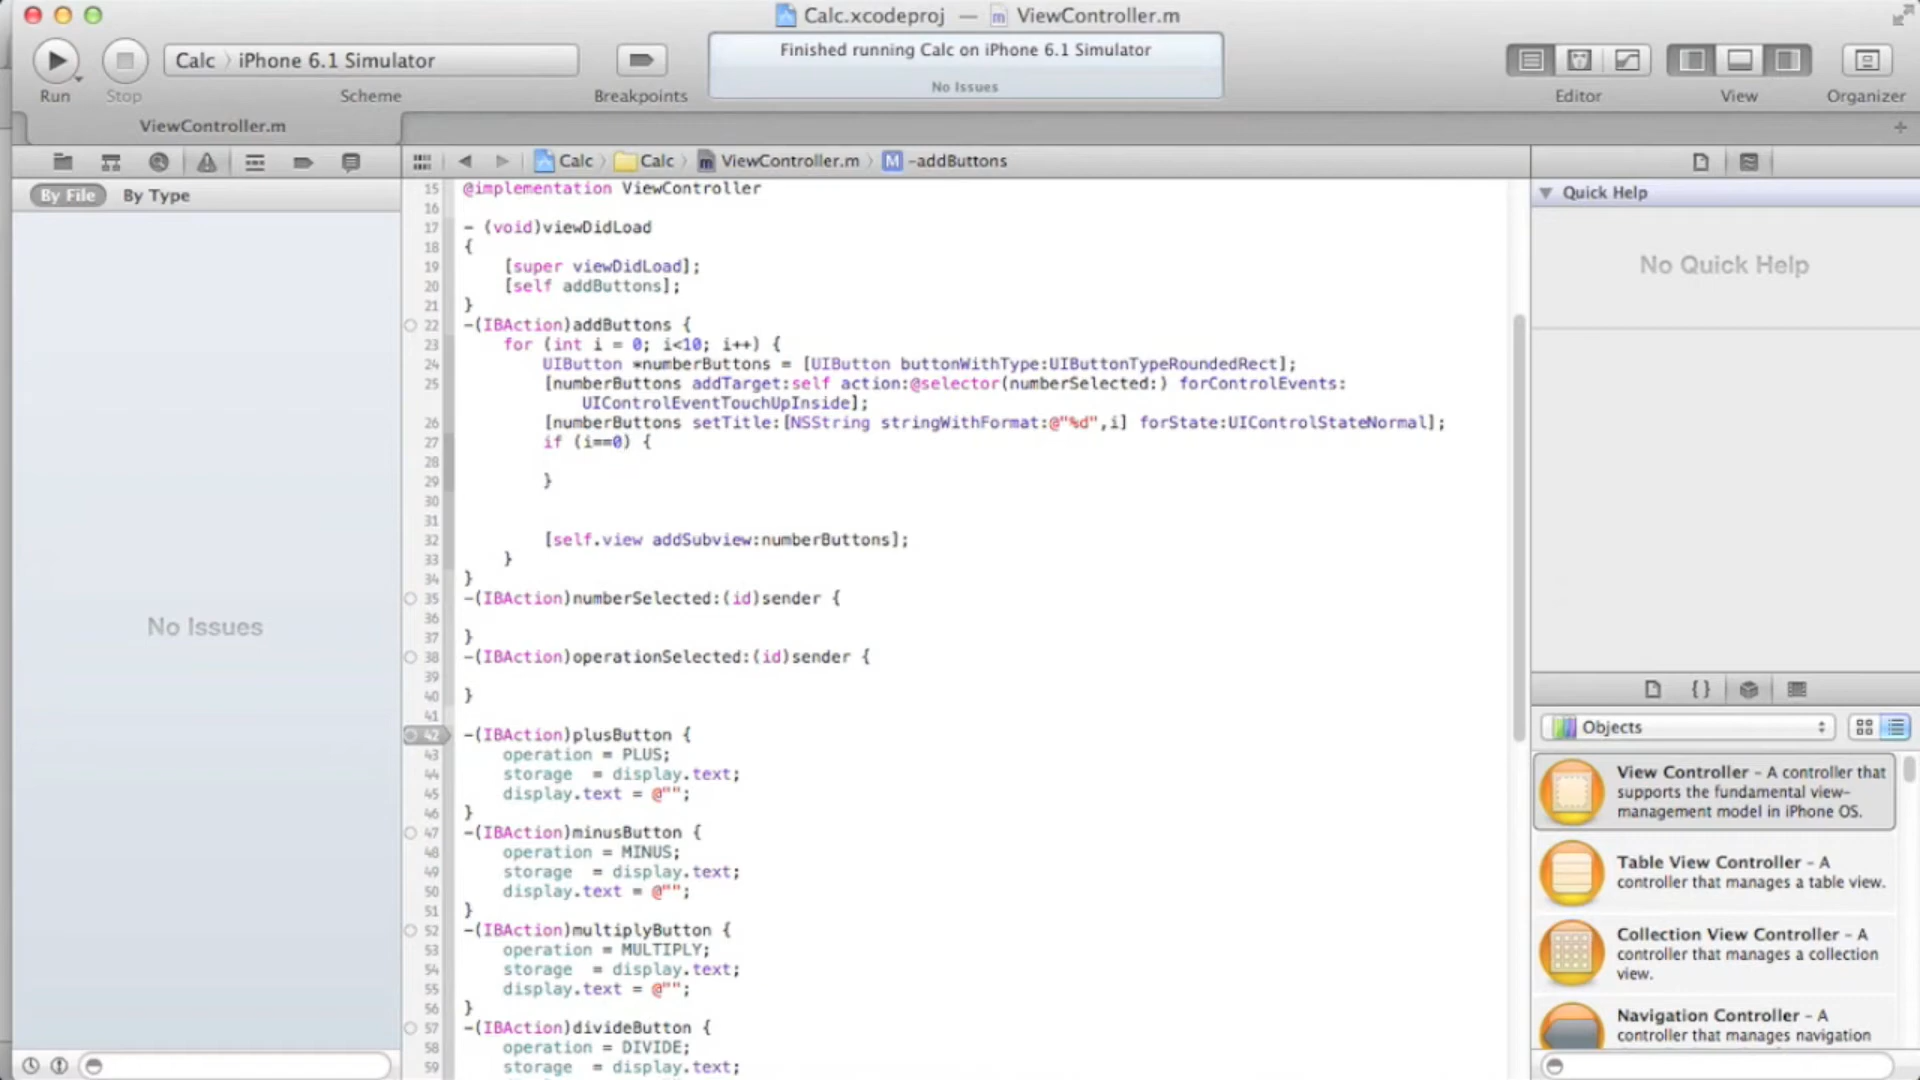 Calc.xcodeproj — ViewController.m
Calc 〉 iPhone 6.1 Simulator
Finished running Calc on iPhone 6.1 Simulator
No Issues
Run
Stop
Scheme
Breakpoints
Editor
View
Organizer
ViewController.m
Calc 〉 Calc 〉 ViewController.m 〉 M -addButtons
By File
By Type
No Issues
15 @implementation ViewController
16
17 - (void)viewDidLoad
18 {
19 [super viewDidLoad];
20 [self addButtons];
21 }
22 -(IBAction)addButtons {
23 for (int i = 0; i<10; i++) {
24 UIButton *numberButtons = [UIButton buttonWithType:UIButtonTypeRoundedRect];
25 [numberButtons addTarget:self action:@selector(numberSelected:) forControlEvents:
UIControlEventTouchUpInside];
26 [numberButtons setTitle:[NSString stringWithFormat:@"%d",i] forState:UIControlStateNormal];
27 if (i==0) {
28
29 }
30
31
32 [self.view addSubview:numberButtons];
33 }
34 }
35 -(IBAction)numberSelected:(id)sender {
36
37 }
38 -(IBAction)operationSelected:(id)sender {
39
40 }
41
42 -(IBAction)plusButton {
43 operation = PLUS;
44 storage = display.text;
45 display.text = @"";
46 }
47 -(IBAction)minusButton {
48 operation = MINUS;
49 storage = display.text;
50 display.text = @"";
51 }
52 -(IBAction)multiplyButton {
53 operation = MULTIPLY;
54 storage = display.text;
55 display.text = @"";
56 }
57 -(IBAction)divideButton {
58 operation = DIVIDE;
59 storage = display.text;
Quick Help
No Quick Help
{}
Objects
View Controller - A controller that
supports the fundamental view-
management model in iPhone OS.
Table View Controller - A
controller that manages a table view.
Collection View Controller - A
controller that manages a collection
view.
Navigation Controller - A
controller that manages navigation